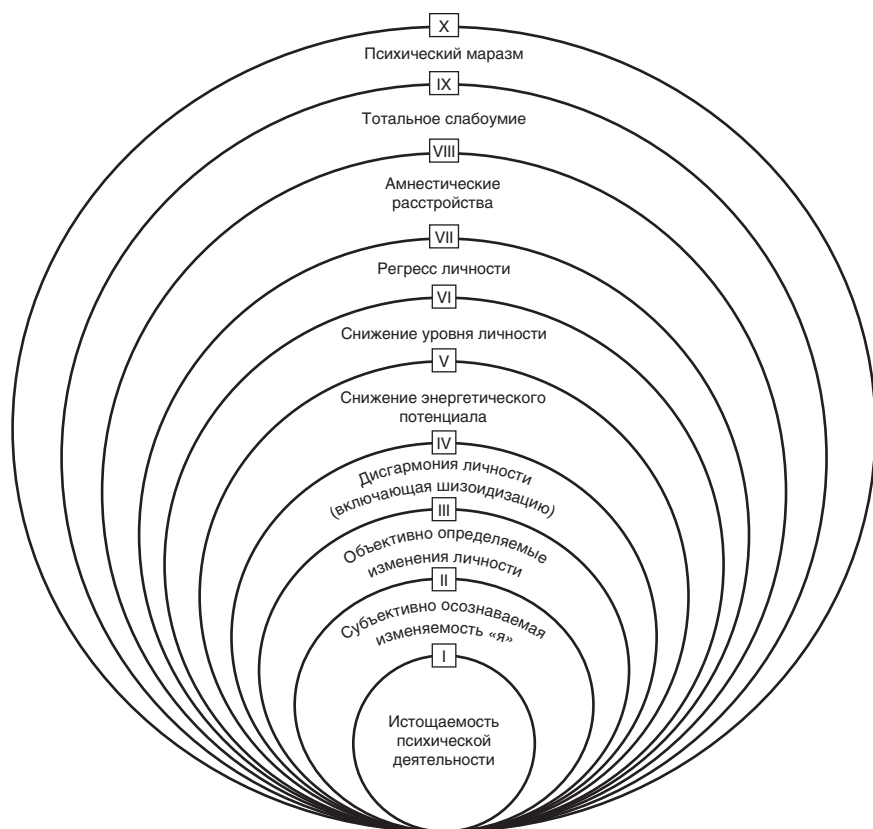 X
Психический маразм
IX
Тотальное слабоумие
VIII
Амнестические
расстройства
VII
Регресс личности
VI
Снижение уровня личности
V
Снижение энергетического
потенциала
IV
Дисгармония личности
(включающая шизоидизацию)
III
Объективно определяемые
изменения личности
II
Субъективно осознаваемая
изменяемость «я»
I
Истощаемость
психической
деятельности